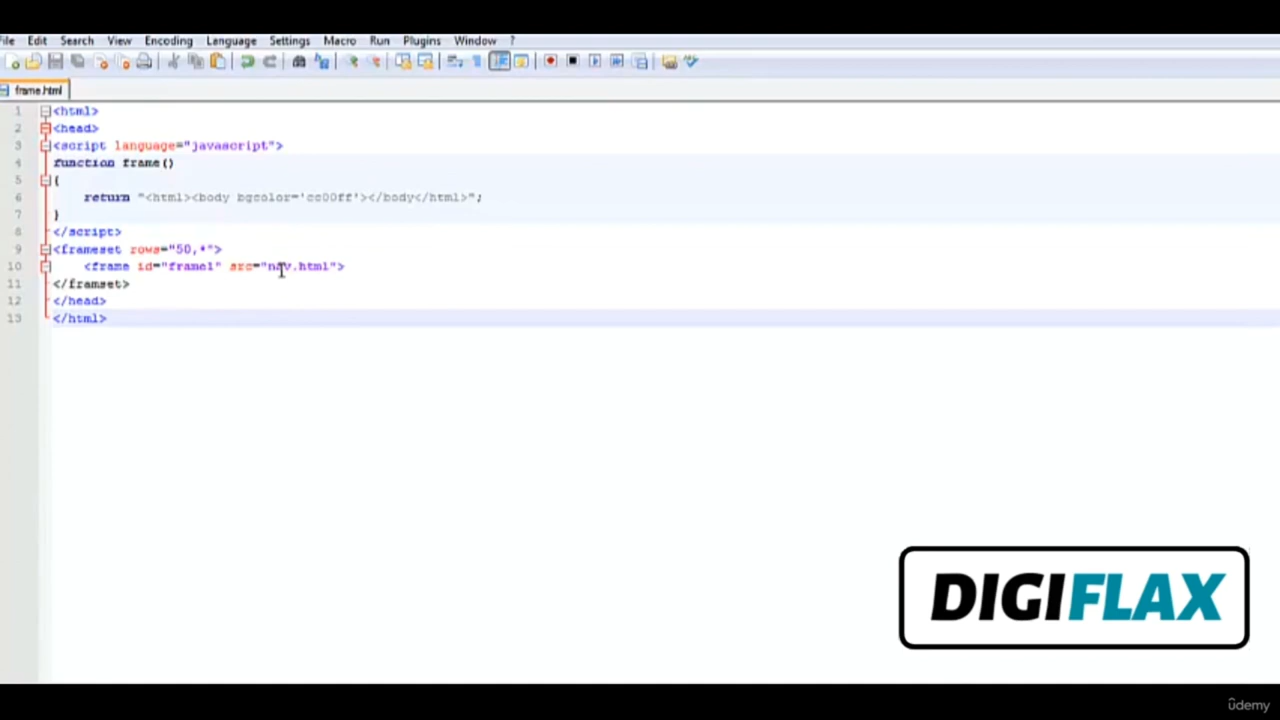 File Edit Search View Encoding Language Settings Macro Run Plugins Window ?
frame.html
1 <html>
2 <head>
3 <script language="javascript">
4 function frame()
5 {
6 return "<html><body bgcolor='cc00ff'></body</html>";
7 }
8 </script>
9 <frameset rows="50,*">
10 <frame id="frame1" src="nav.html">
11 </framset>
12 </head>
13 </html>
DIGIFLAX
ûdemy